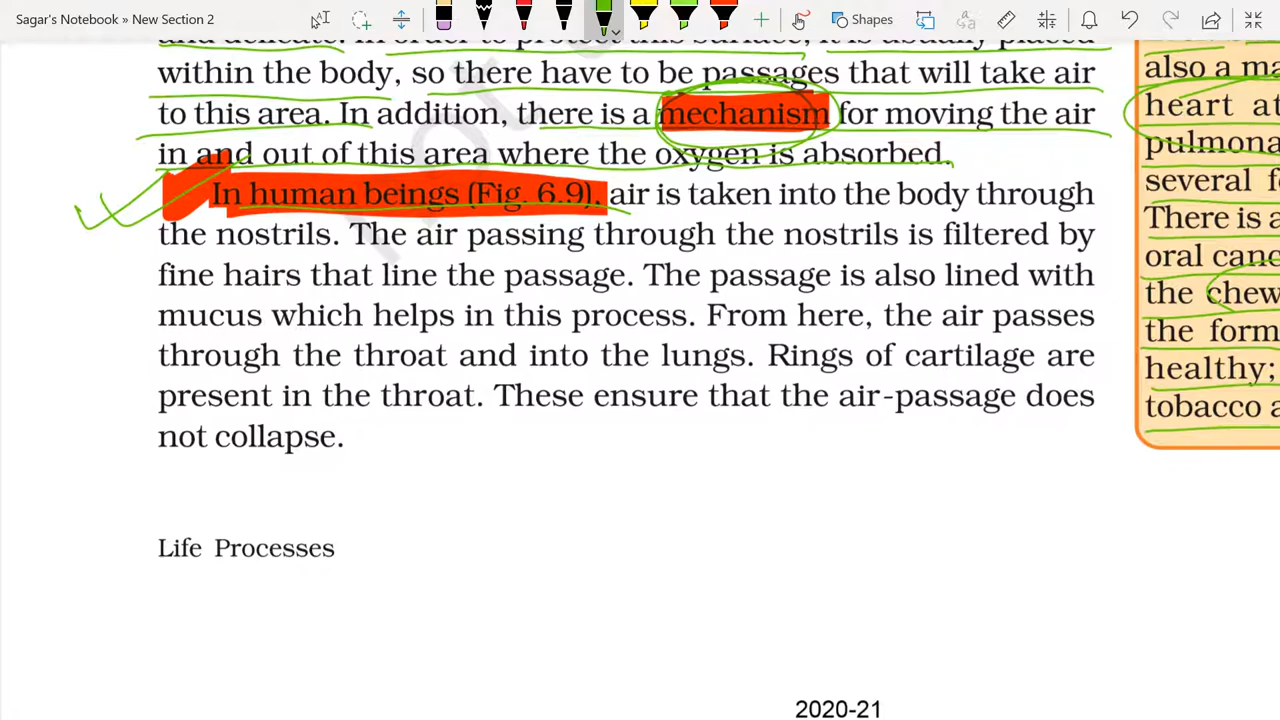 Sagar's Notebook » New Section 2
Shapes
within the body, so there have to be passages that will take air
to this area. In addition, there is a mechanism for moving the air
in and out of this area where the oxygen is absorbed.
In human beings (Fig. 6.9), air is taken into the body through
the nostrils. The air passing through the nostrils is filtered by
fine hairs that line the passage. The passage is also lined with
mucus which helps in this process. From here, the air passes
through the throat and into the lungs. Rings of cartilage are
present in the throat. These ensure that the air-passage does
not collapse.
Life Processes
2020-21
also a ma
heart at
pulmona
several f
There is a
oral canc
the chew
the form
healthy;
tobacco a